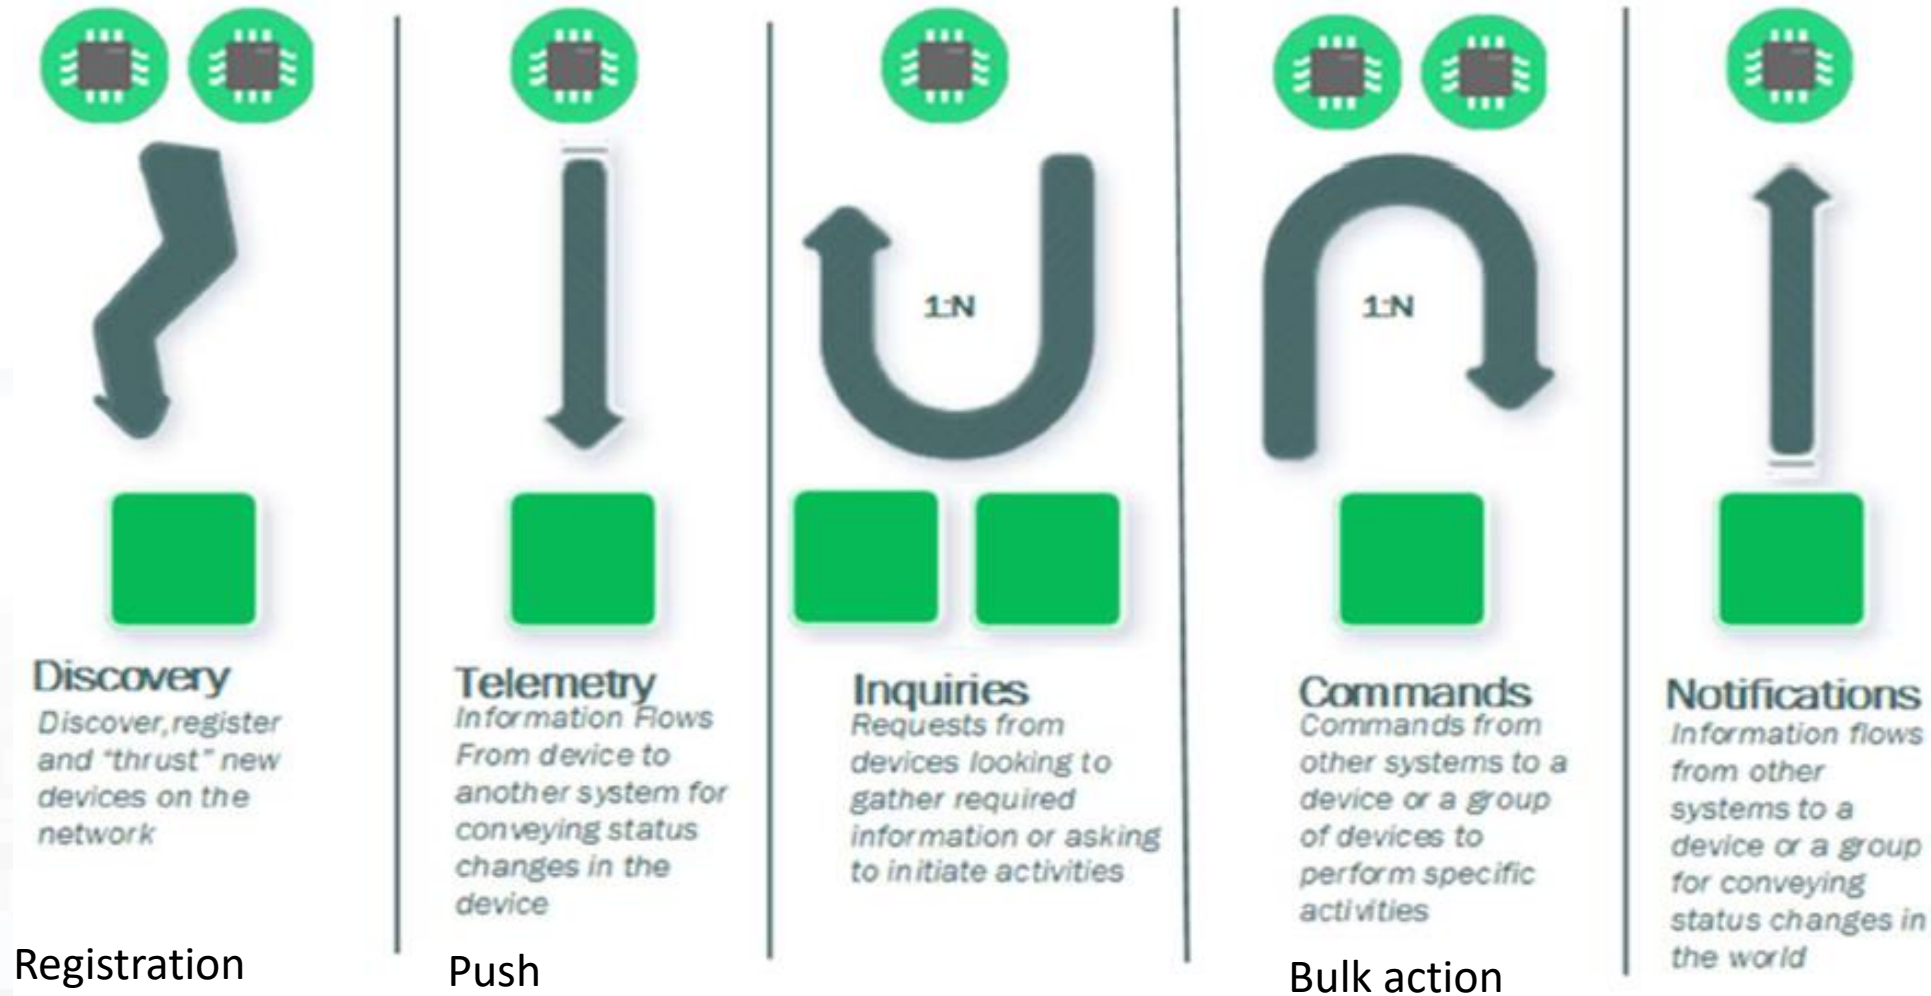 1:N
1:N
Discovery
Discover, register
and “thrust” new
devices on the
network
Registration
Telemetry
Information Flows
From device to
another system for
conveying status
changes in the
device
Push
Inquiries
Requests from
devices looking to
gather required
information or asking
to initiate activities
Commands
Commands from
other systems to a
device or a group
of devices to
perform specific
activities
Bulk action
Notifications
Information flows
from other
systems to a
device or a group
for conveying
status changes in
the world